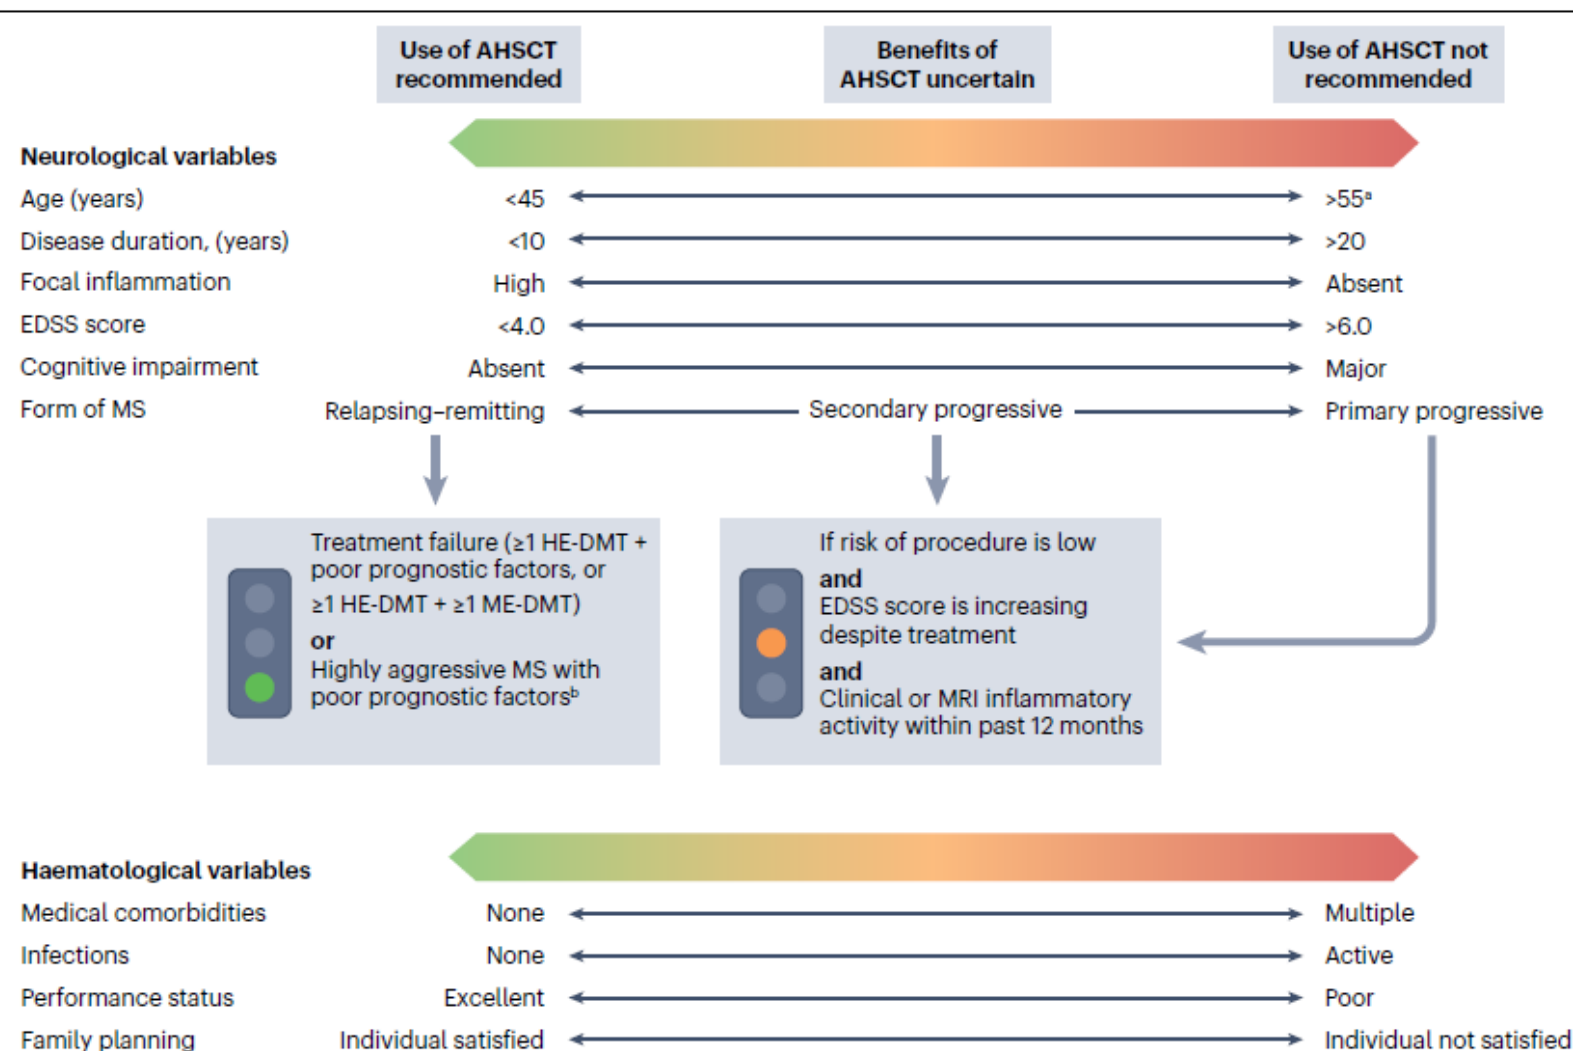 Use of AHSCT
recommended
Benefits of
AHSCT uncertain
Use of AHSCT not
recommended
Neurological variables
Age (years) <45 >55ᵃ
Disease duration, (years) <10 >20
Focal inflammation High Absent
EDSS score <4.0 >6.0
Cognitive impairment Absent Major
Form of MS Relapsing–remitting Secondary progressive Primary progressive
Treatment failure (≥1 HE-DMT +
poor prognostic factors, or
≥1 HE-DMT + ≥1 ME-DMT)
or
Highly aggressive MS with
poor prognostic factorsᵇ
If risk of procedure is low
and
EDSS score is increasing
despite treatment
and
Clinical or MRI inflammatory
activity within past 12 months
Haematological variables
Medical comorbidities None Multiple
Infections None Active
Performance status Excellent Poor
Family planning Individual satisfied Individual not satisfied